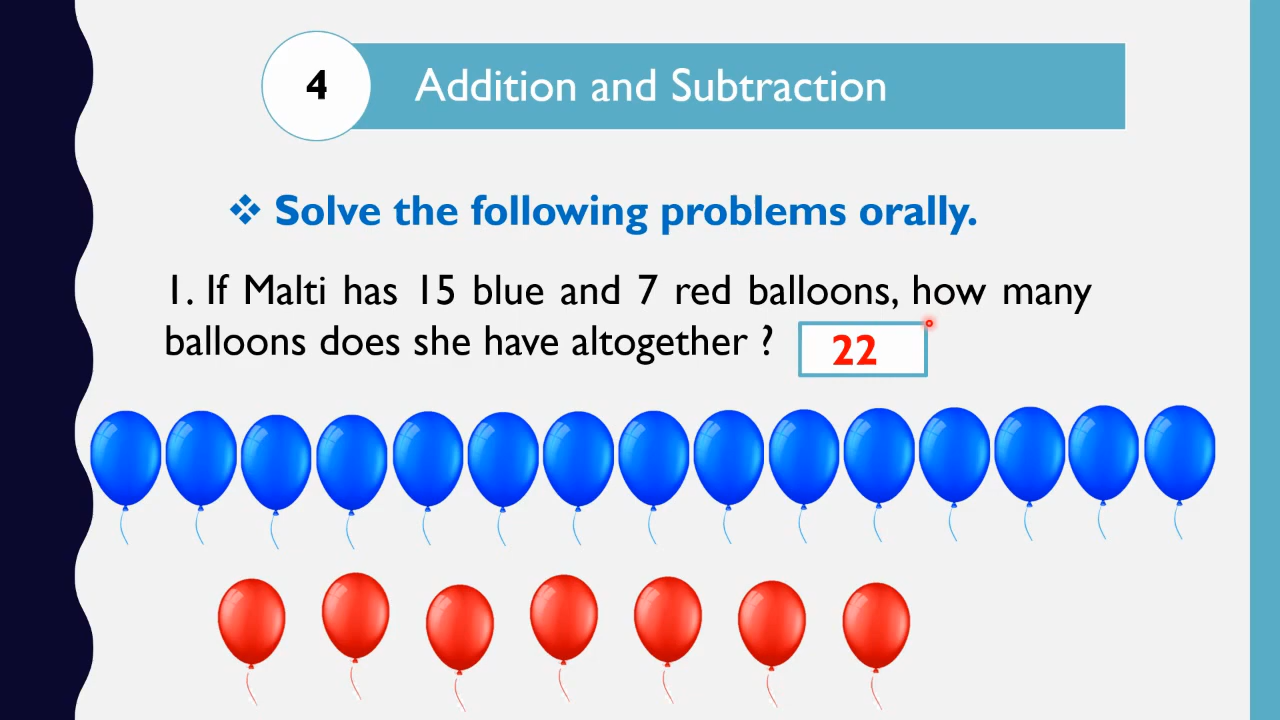 4
Addition and Subtraction
❖ Solve the following problems orally.
1. If Malti has 15 blue and 7 red balloons, how many
balloons does she have altogether ? 22